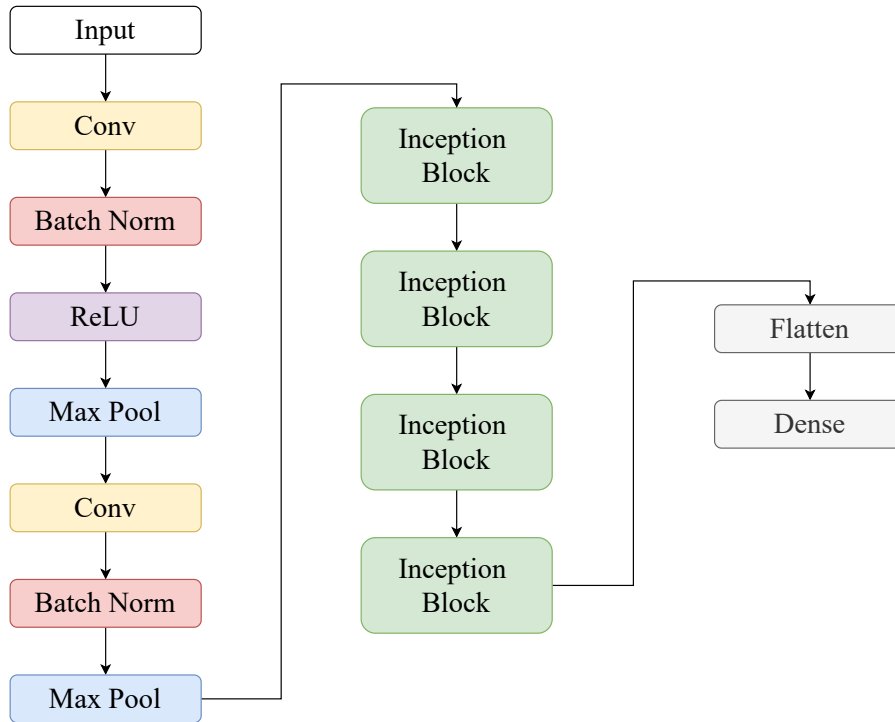 Input
Conv
Batch Norm
ReLU
Max Pool
Conv
Batch Norm
Max Pool
Inception
Block
Inception
Block
Inception
Block
Inception
Block
Flatten
Dense